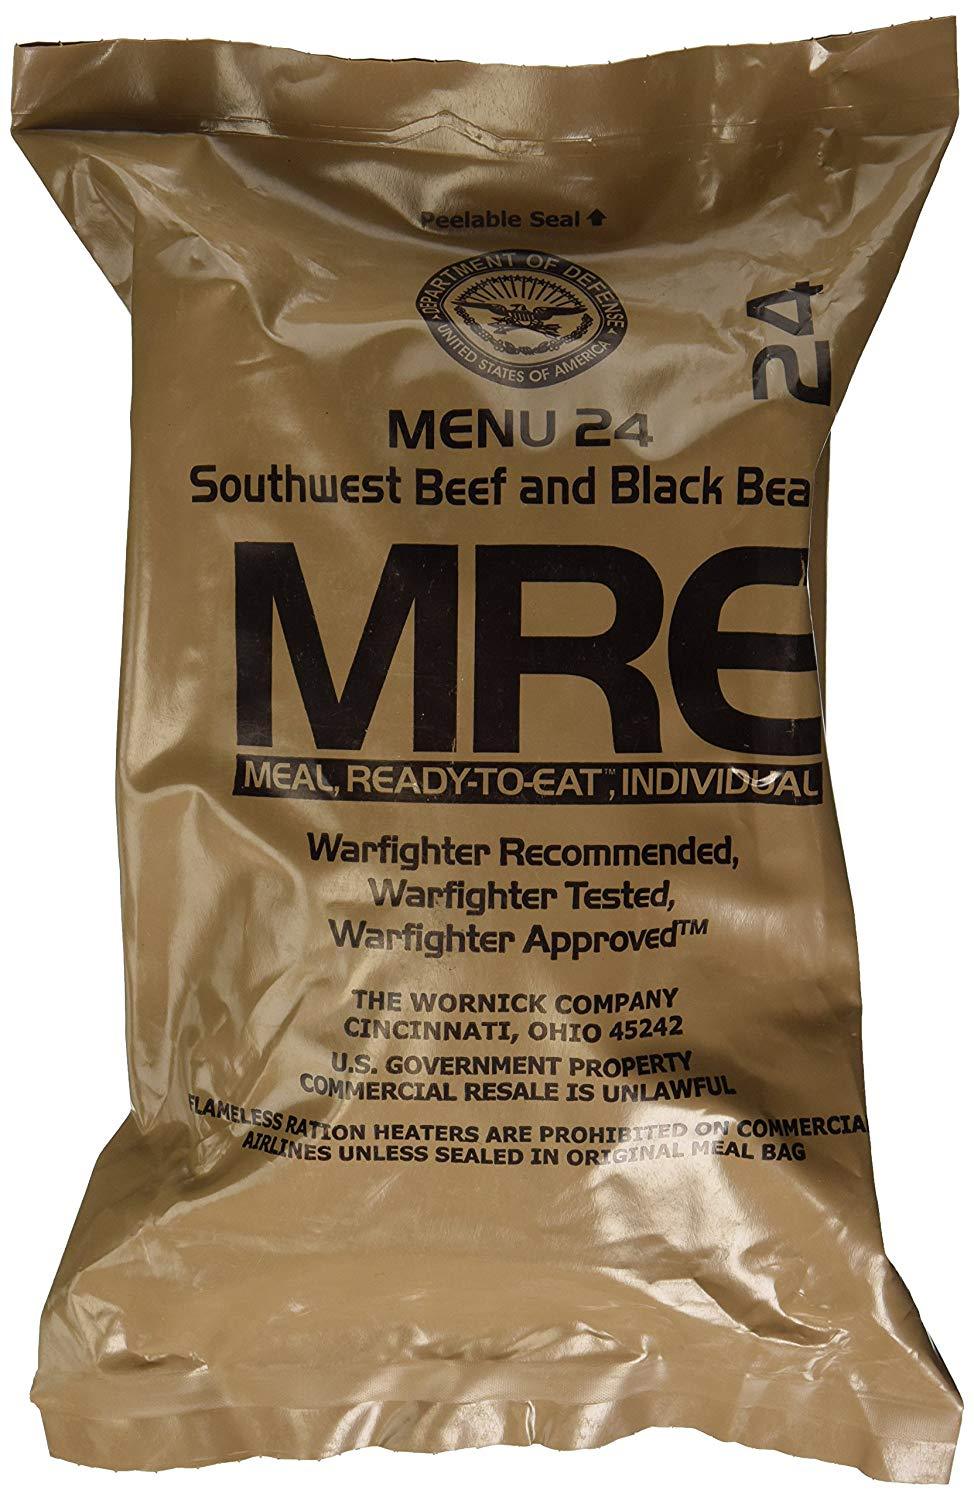 Peelable Seal ↑
DEPARTMENT OF DEFENSE
UNITED STATES OF AMERICA
24
MENU 24
Southwest Beef and Black Bea
MRE
MEAL, READY-TO-EAT™, INDIVIDUAL
Warfighter Recommended,
Warfighter Tested,
Warfighter Approved™
THE WORNICK COMPANY
CINCINNATI, OHIO 45242
U.S. GOVERNMENT PROPERTY
COMMERCIAL RESALE IS UNLAWFUL
FLAMELESS RATION HEATERS ARE PROHIBITED ON COMMERCIAL
AIRLINES UNLESS SEALED IN ORIGINAL MEAL BAG